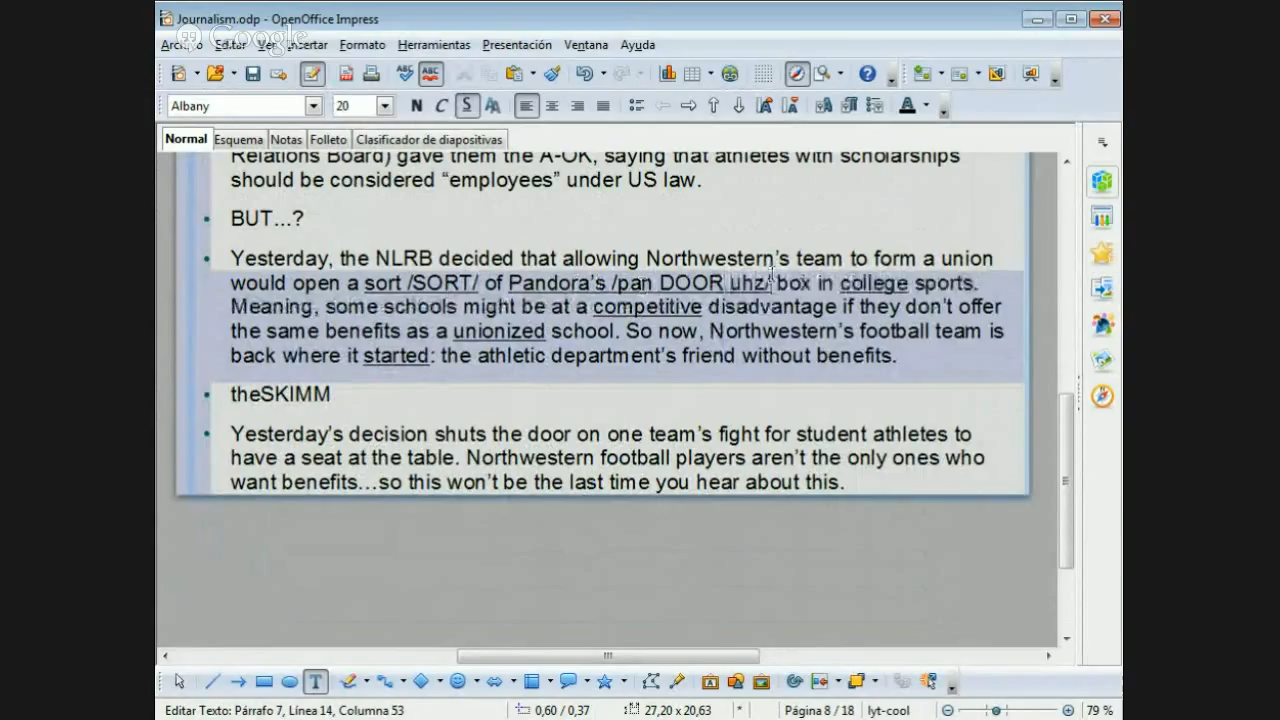 Journalism.odp - OpenOffice Impress
Google
Archivo Editar Ver Insertar Formato Herramientas Presentación Ventana Ayuda
Albany 20 N C S
Normal Esquema Notas Folleto Clasificador de diapositivas
Relations Board) gave them the A-OK, saying that athletes with scholarships
should be considered “employees” under US law.
• BUT...?
• Yesterday, the NLRB decided that allowing Northwestern’s team to form a union
would open a sort /SORT/ of Pandora’s /pan DOOR uhz/ box in college sports.
Meaning, some schools might be at a competitive disadvantage if they don’t offer
the same benefits as a unionized school. So now, Northwestern’s football team is
back where it started: the athletic department’s friend without benefits.
• theSKIMM
• Yesterday’s decision shuts the door on one team’s fight for student athletes to
have a seat at the table. Northwestern football players aren’t the only ones who
want benefits…so this won’t be the last time you hear about this.
Editar Texto: Párrafo 7, Línea 14, Columna 53 0,60 / 0,37 27,20 x 20,63 * Página 8 / 18 lyt-cool 79 %